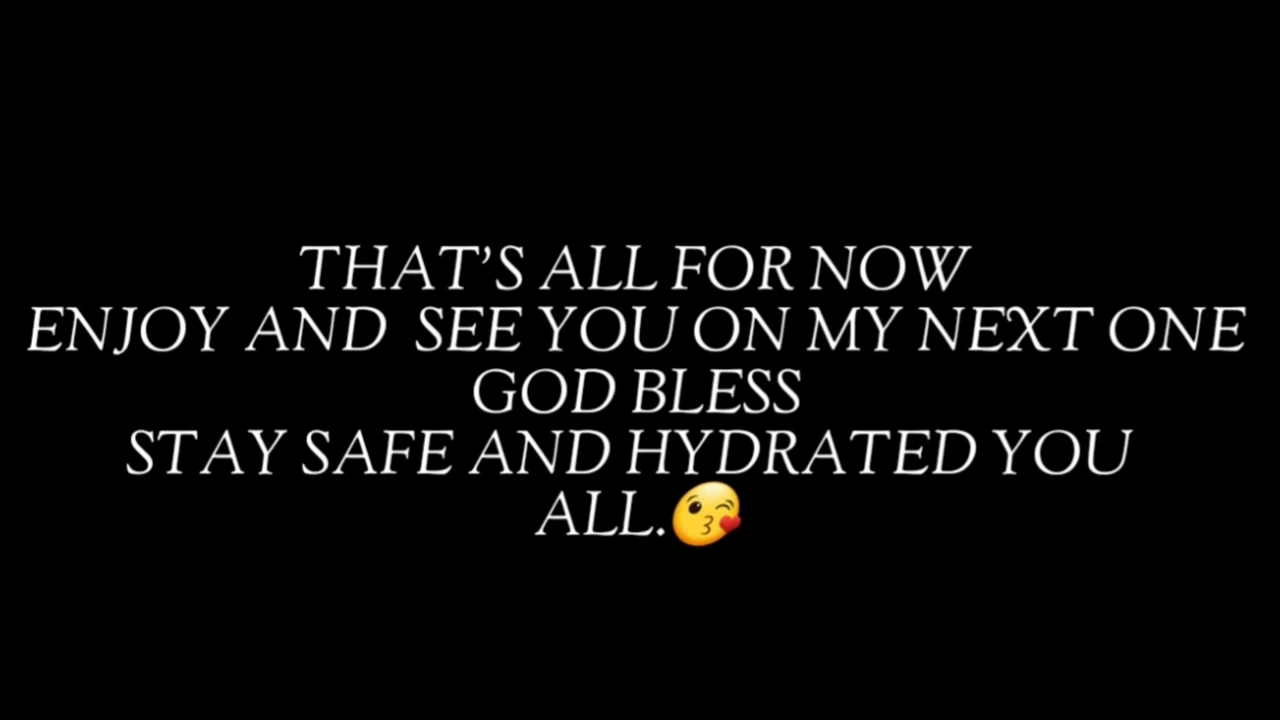 THAT'S ALL FOR NOW
ENJOY AND  SEE YOU ON MY NEXT ONE
GOD BLESS
STAY SAFE AND HYDRATED YOU
ALL.😘